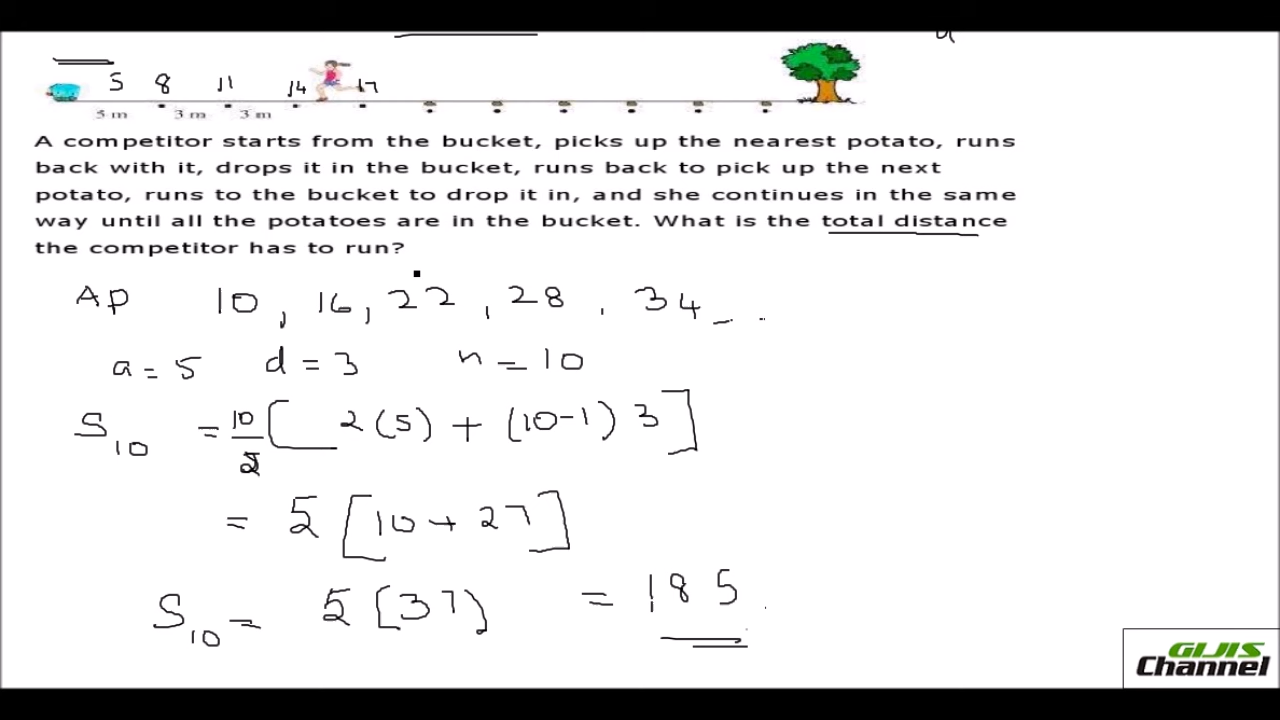 5 8 11 14 17
5 m 3 m 3 m
A competitor starts from the bucket, picks up the nearest potato, runs
back with it, drops it in the bucket, runs back to pick up the next
potato, runs to the bucket to drop it in, and she continues in the same
way until all the potatoes are in the bucket. What is the total distance
the competitor has to run?
AP 10, 16, 22, 28, 34 - -
a = 5 d = 3 n = 10
S10 = 10/2 [ 2(5) + (10-1) 3 ]
= 5 [10 + 27]
S10 = 5 [37] = 185
GIJIS
Channel